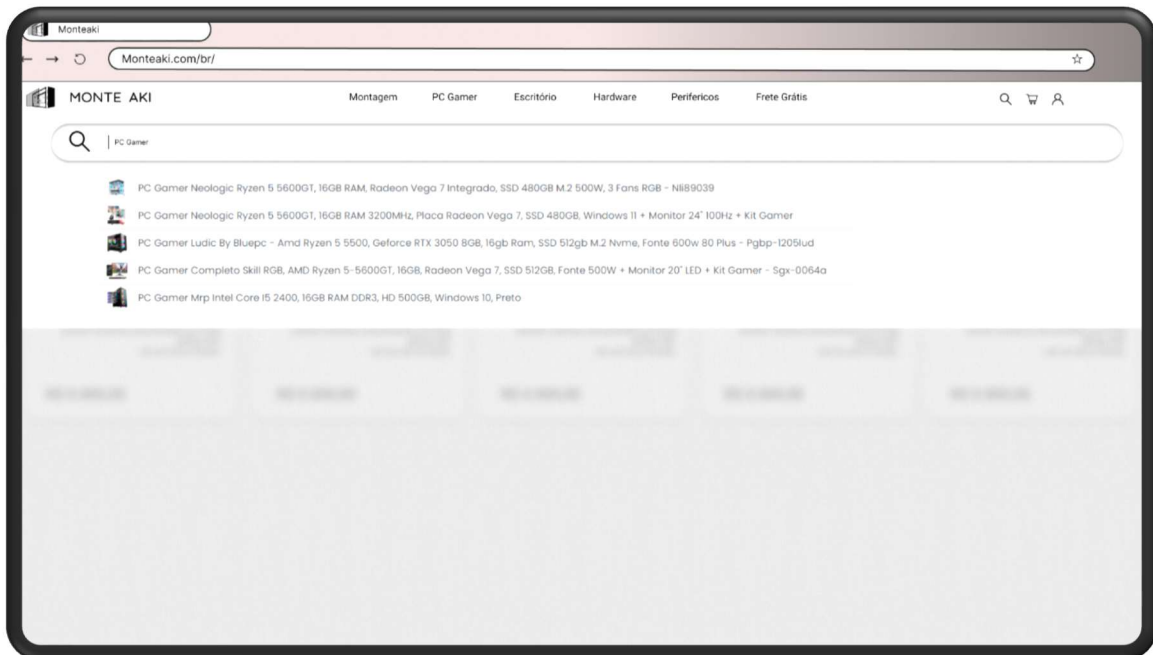 Monteaki
Monteaki.com/br/
MONTE AKI
Montagem
PC Gamer
Escritório
Hardware
Perifericos
Frete Grátis
PC Gamer
PC Gamer Neologic Ryzen 5 5600GT, 16GB RAM, Radeon Vega 7 Integrado, SSD 480GB M.2 500W, 3 Fans RGB - Nli89039
PC Gamer Neologic Ryzen 5 5600GT, 16GB RAM 3200MHz, Placa Radeon Vega 7, SSD 480GB, Windows 11 + Monitor 24" 100Hz + Kit Gamer
PC Gamer Ludic By Bluepc - Amd Ryzen 5 5500, Geforce RTX 3050 8GB, 16gb Ram, SSD 512gb M.2 Nvme, Fonte 600w 80 Plus - Pgbp-1205lud
PC Gamer Completo Skill RGB, AMD Ryzen 5-5600GT, 16GB, Radeon Vega 7, SSD 512GB, Fonte 500W + Monitor 20" LED + Kit Gamer - Sgx-0064a
PC Gamer Mrp Intel Core I5 2400, 16GB RAM DDR3, HD 500GB, Windows 10, Preto